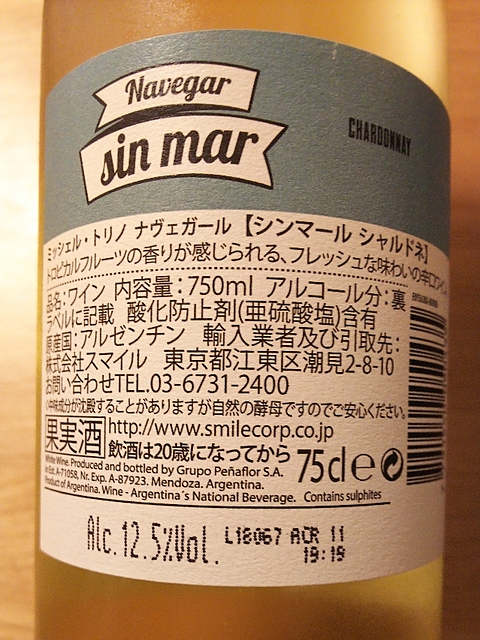 Navegar
sin mar
CHARDONNAY
ミッシェル・トリノ ナヴェガール【シンマール シャルドネ】
トロピカルフルーツの香りが感じられる、フレッシュな味わいの辛口ワイン
品名:ワイン 内容量:750ml アルコール分:裏
ラベルに記載 酸化防止剤(亜硫酸塩)含有
原産国:アルゼンチン 輸入業者及び引取先:
株式会社スマイル 東京都江東区潮見2-8-10
お問い合わせTEL.03-6731-2400
成分が沈殿することがありますが自然の酵母ですのでご安心ください。
果実酒 http://www.smilecorp.co.jp
飲酒は20歳になってから 75cl e
White Wine. Produced and bottled by Grupo Peñaflor S.A.
Est. A-71058, Nr. Exp. A-87923. Mendoza. Argentina.
Product of Argentina. Wine - Argentina´s National Beverage. Contains sulphites
Alc.12.5%Vol. L18067 ACR 11
19:19